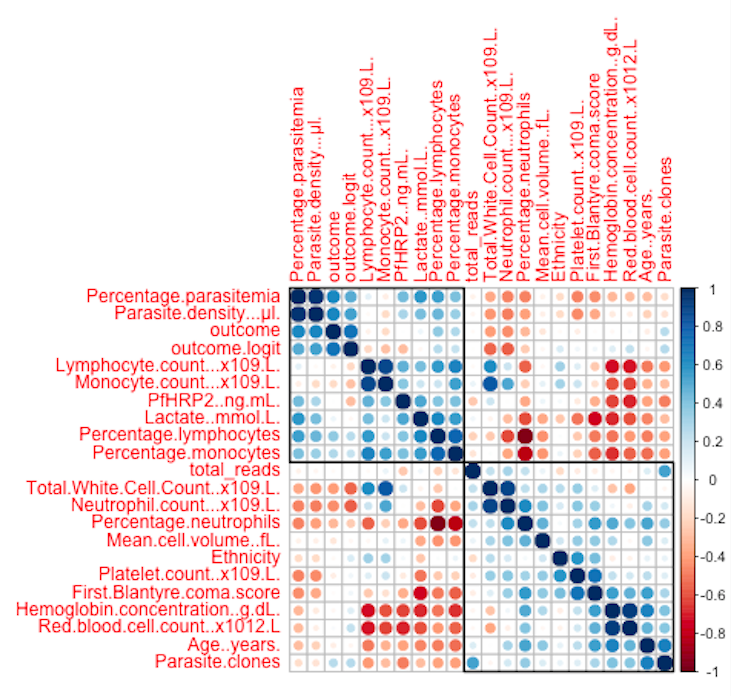 Percentage.parasitemia
Parasite.density...µl.
outcome
outcome.logit
Lymphocyte.count...x109.L.
Monocyte.count...x109.L.
PfHRP2..ng.mL.
Lactate..mmol.L.
Percentage.lymphocytes
Percentage.monocytes
total_reads
Total.White.Cell.Count..x109.L.
Neutrophil.count...x109.L.
Percentage.neutrophils
Mean.cell.volume..fL.
Ethnicity
Platelet.count..x109.L.
First.Blantyre.coma.score
Hemoglobin.concentration..g.dL.
Red.blood.cell.count..x1012.L
Age..years.
Parasite.clones
Percentage.parasitemia
Parasite.density...µl.
outcome
outcome.logit
Lymphocyte.count...x109.L.
Monocyte.count...x109.L.
PfHRP2..ng.mL.
Lactate..mmol.L.
Percentage.lymphocytes
Percentage.monocytes
total_reads
Total.White.Cell.Count..x109.L.
Neutrophil.count...x109.L.
Percentage.neutrophils
Mean.cell.volume..fL.
Ethnicity
Platelet.count..x109.L.
First.Blantyre.coma.score
Hemoglobin.concentration..g.dL.
Red.blood.cell.count..x1012.L
Age..years.
Parasite.clones
1
0.8
0.6
0.4
0.2
0
-0.2
-0.4
-0.6
-0.8
-1